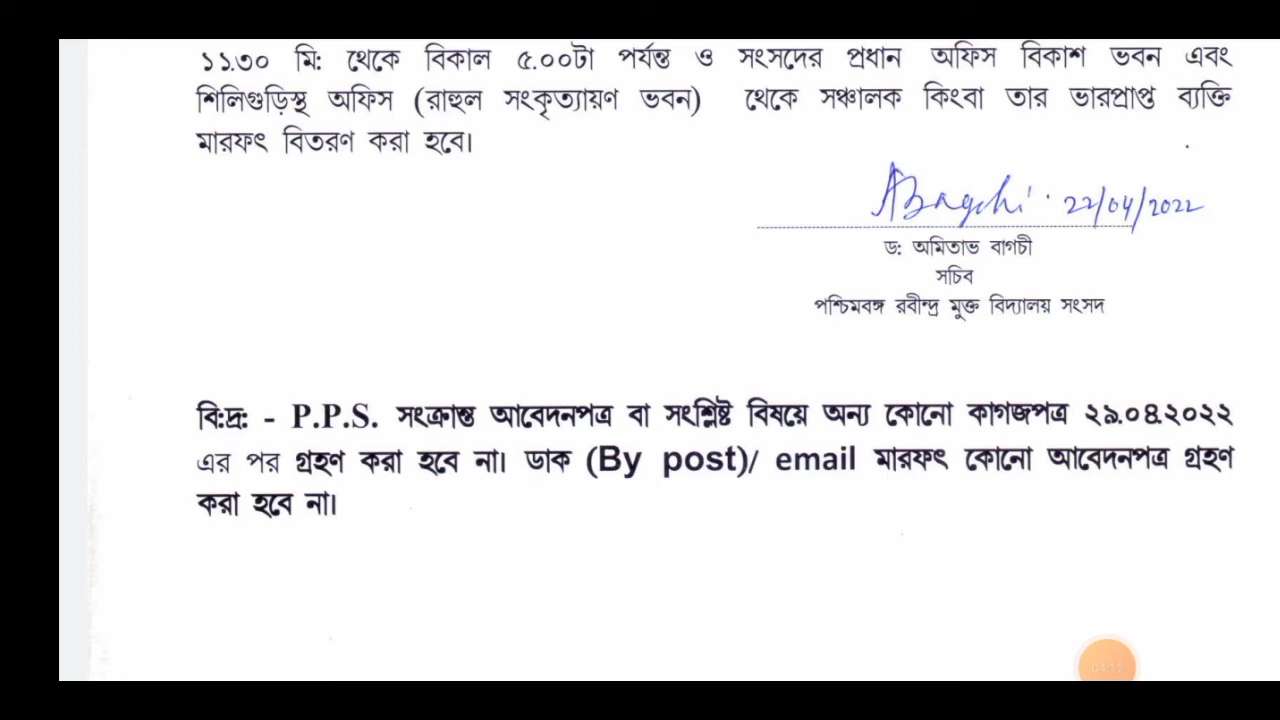 ১১.৩০ মি: থেকে বিকাল ৫.০০টা পর্যন্ত ও সংসদের প্রধান অফিস বিকাশ ভবন এবং
শিলিগুড়িস্থ অফিস (রাহুল সংকৃত্যায়ণ ভবন) থেকে সঞ্চালক কিংবা তার ভারপ্রাপ্ত ব্যক্তি
মারফৎ বিতরণ করা হবে।
ABagchi · 22/04/2022
ড: অমিতাভ বাগচী
সচিব
পশ্চিমবঙ্গ রবীন্দ্র মুক্ত বিদ্যালয় সংসদ
বি:দ্র: - P.P.S. সংক্রান্ত আবেদনপত্র বা সংশ্লিষ্ট বিষয়ে অন্য কোনো কাগজপত্র ২৯.০৪.২০২২
এর পর গ্রহণ করা হবে না। ডাক (By post)/ email মারফৎ কোনো আবেদনপত্র গ্রহণ
করা হবে না।
04:11